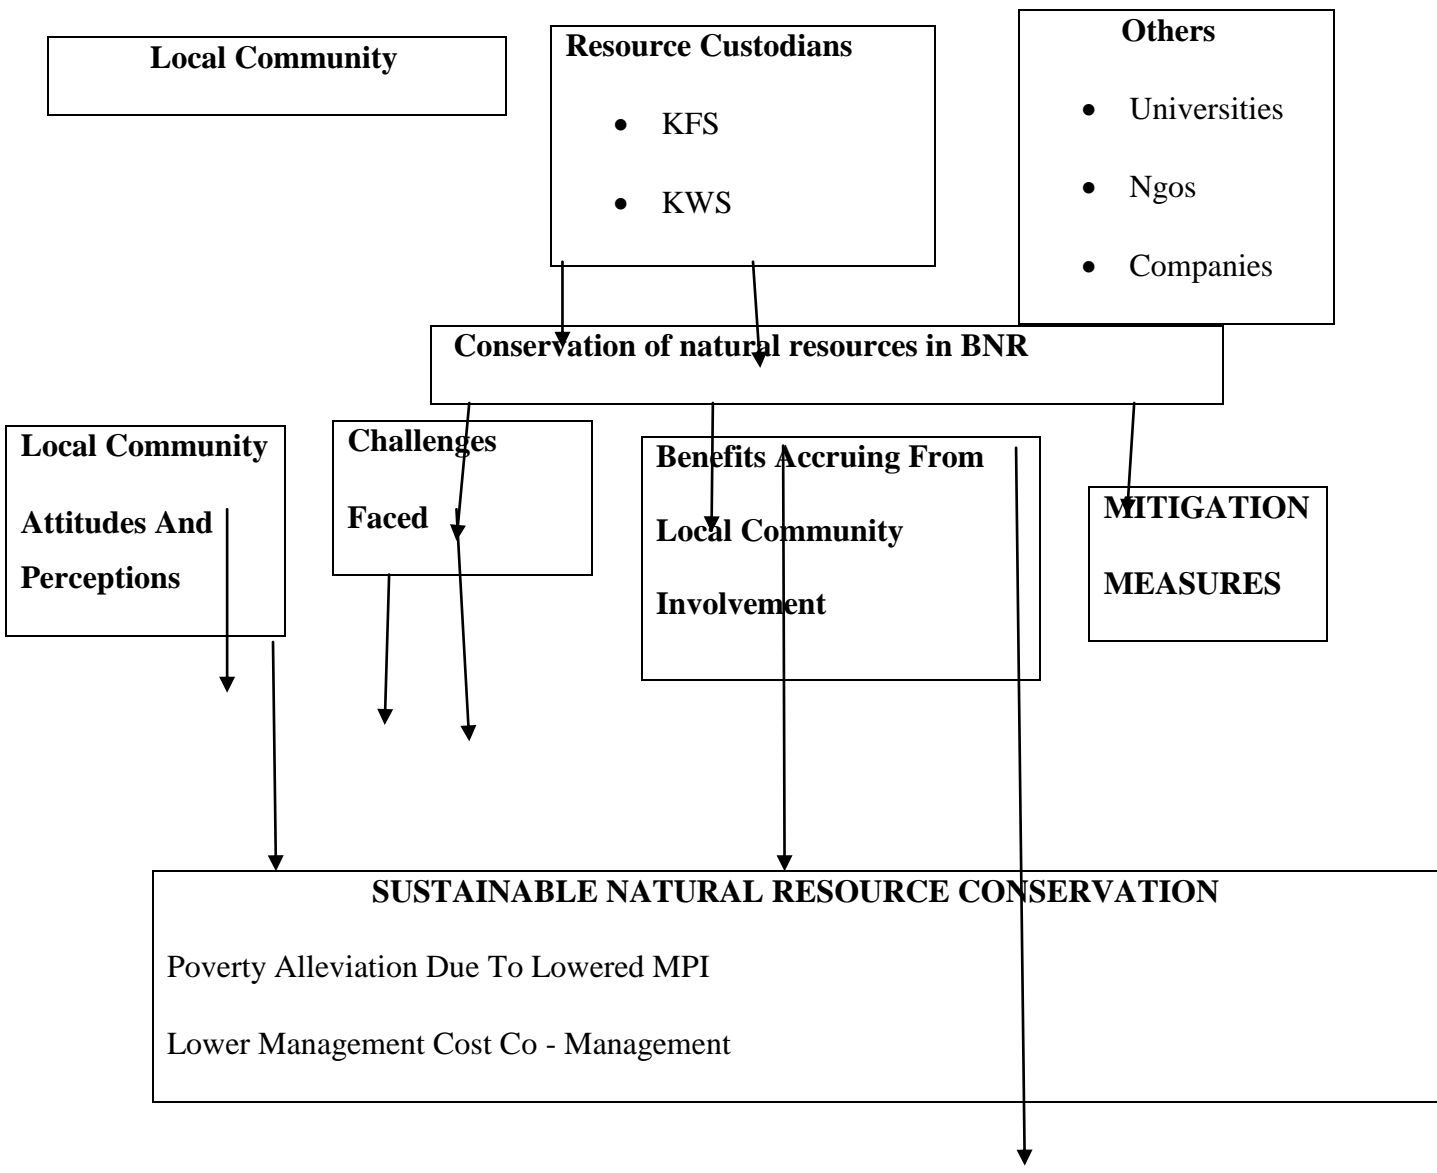 Local Community
Resource Custodians
• KFS
• KWS
Others
• Universities
• Ngos
• Companies
Conservation of natural resources in BNR
Local Community
Attitudes And
Perceptions
Challenges
Faced
Benefits Accruing From
Local Community
Involvement
MITIGATION
MEASURES
SUSTAINABLE NATURAL RESOURCE CONSERVATION
Poverty Alleviation Due To Lowered MPI
Lower Management Cost Co - Management